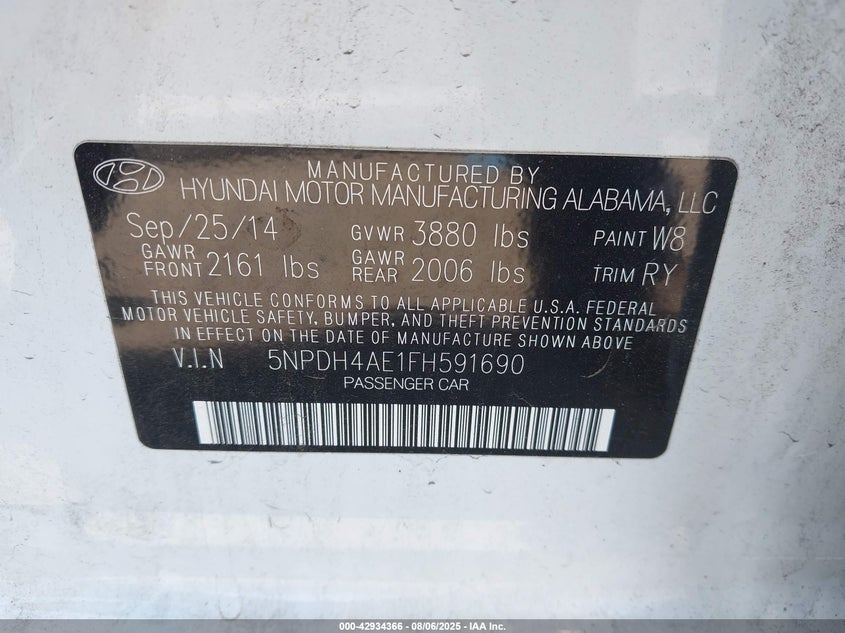 MANUFACTURED BY
HYUNDAI MOTOR MANUFACTURING ALABAMA, LLC
Sep/25/14 GVWR 3880 lbs PAINT W8
GAWR FRONT 2161 lbs GAWR REAR 2006 lbs TRIM RY
THIS VEHICLE CONFORMS TO ALL APPLICABLE U.S.A. FEDERAL
MOTOR VEHICLE SAFETY, BUMPER, AND THEFT PREVENTION STANDARDS
IN EFFECT ON THE DATE OF MANUFACTURE SHOWN ABOVE
V.I.N 5NPDH4AE1FH591690
PASSENGER CAR
000-42934366 - 08/06/2025 - IAA Inc.